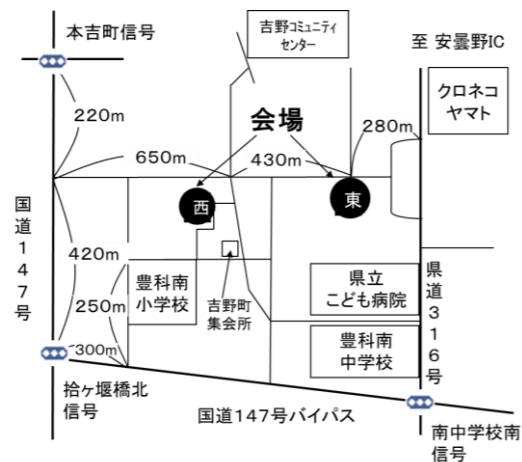 本吉町信号
吉野コミュニティ
センター
至 安曇野IC
クロネコ
ヤマト
220m
会場
280m
650m
430m
西
東
国道147号
420m
250m
豊科南
小学校
吉野町
集会所
県立
こども病院
県道316号
豊科南
中学校
300m
拾ヶ堰橋北
信号
国道147号バイパス
南中学校南
信号